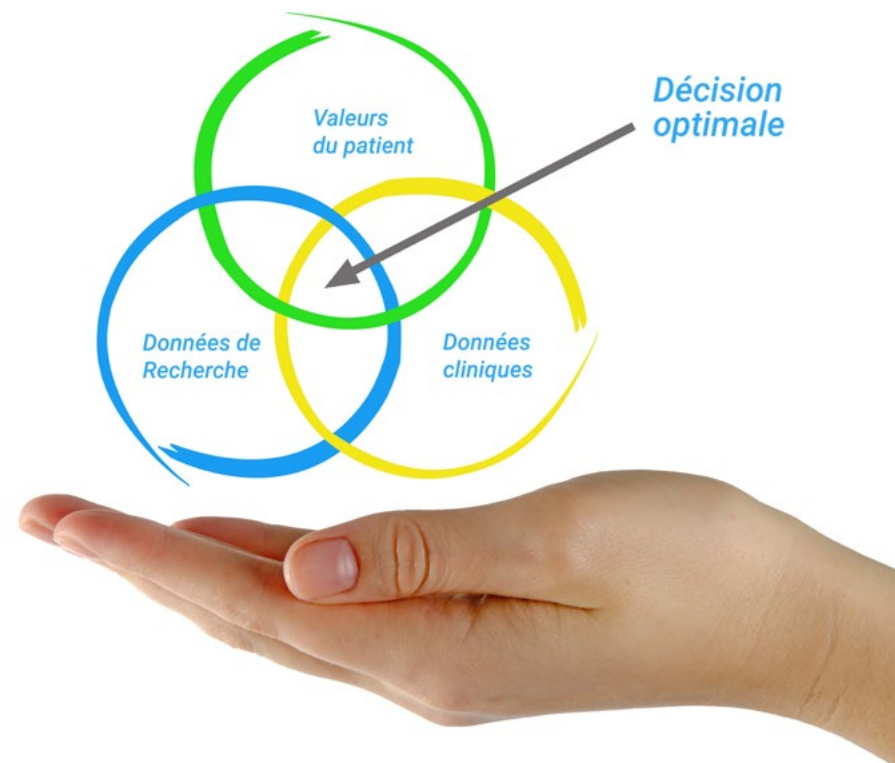 Décision
optimale
Valeurs
du patient
Données de
Recherche
Données
cliniques